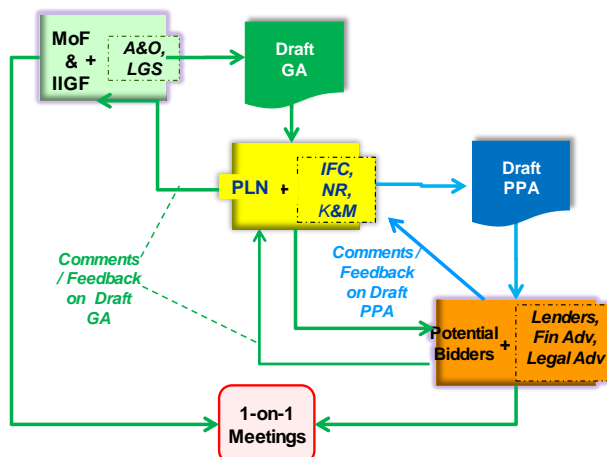 MoF
& +
IIGF
A&O,
LGS
Draft
GA
PLN +
IFC,
NR,
K&M
Draft
PPA
Comments
/ Feedback
on Draft
GA
Comments/
Feedback
on Draft
PPA
Potential
Bidders +
Lenders,
Fin Adv,
Legal Adv
1-on-1
Meetings